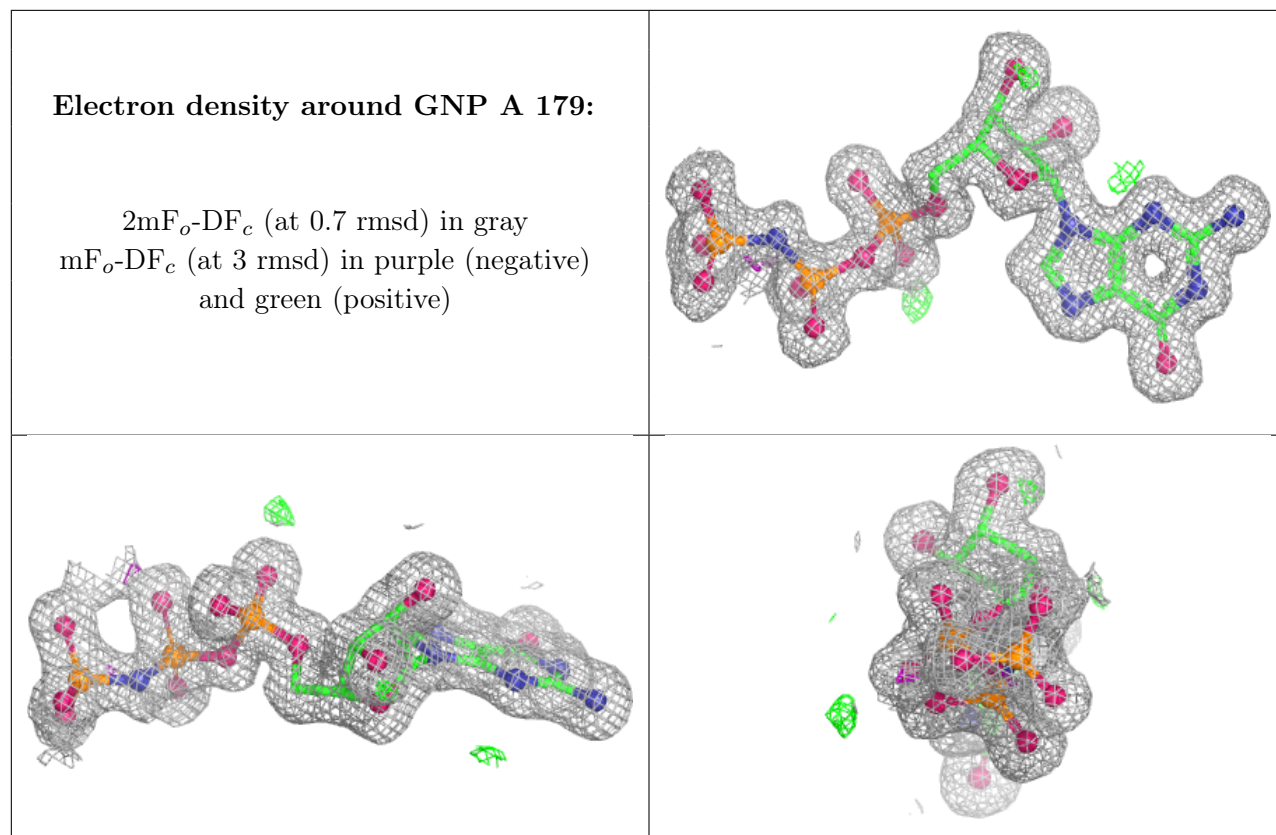 Electron density around GNP A 179:
2mFₒ-DF𝒸 (at 0.7 rmsd) in gray
mFₒ-DF𝒸 (at 3 rmsd) in purple (negative)
and green (positive)